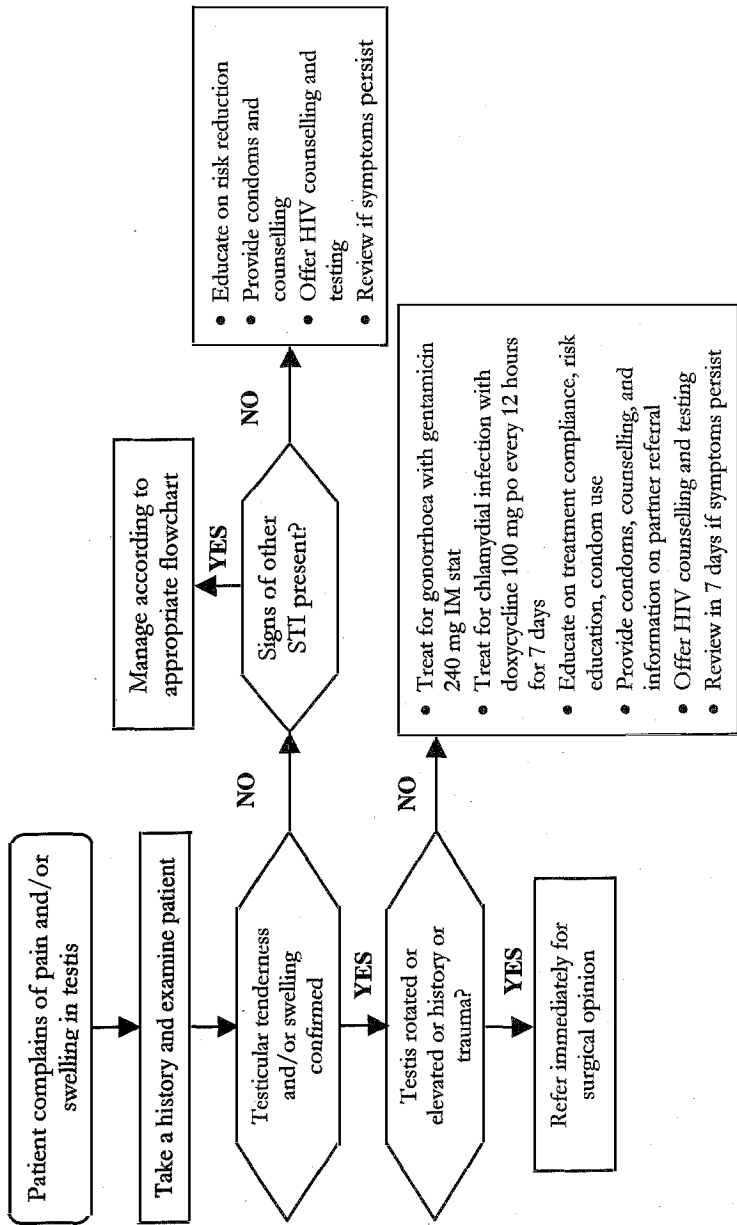 Patient complains of pain and/or
swelling in testis
Take a history and examine patient
Testicular tenderness
and/or swelling
confirmed
NO
Signs of other
STI present?
YES
Manage according to
appropriate flowchart
NO
• Educate on risk reduction
• Provide condoms and
counselling
• Offer HIV counselling and
testing
• Review if symptoms persist
YES
Testis rotated or
elevated or history or
trauma?
NO
• Treat for gonorrhoea with gentamicin
240 mg IM stat
• Treat for chlamydial infection with
doxycycline 100 mg po every 12 hours
for 7 days
• Educate on treatment compliance, risk
education, condom use
• Provide condoms, counselling, and
information on partner referral
• Offer HIV counselling and testing
• Review in 7 days if symptoms persist
YES
Refer immediately for
surgical opinion